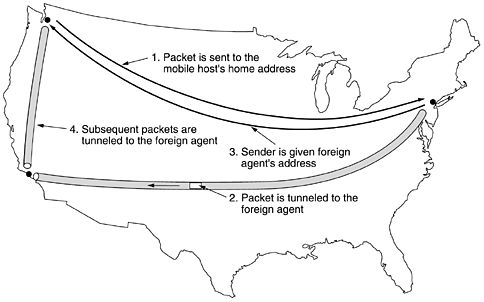 1. Packet is sent to the
mobile host's home address
4. Subsequent packets are
tunneled to the foreign agent
3. Sender is given foreign
agent's address
2. Packet is tunneled to the
foreign agent